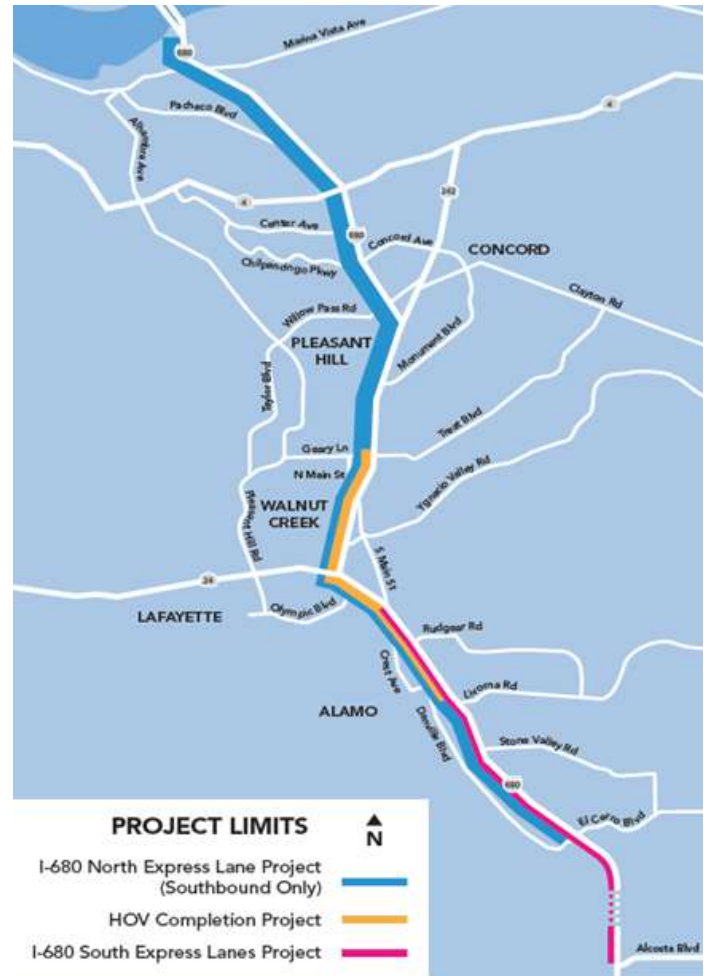 680
Marina Vista Ave
Pacheco Blvd
4
Alhambra Ave
242
4
Center Ave
680
Concord Ave
CONCORD
Chilpancingo Pkwy
Clayton Rd
Willow Pass Rd
PLEASANT
HILL
Monument Blvd
Taylor Blvd
Treat Blvd
Geary Ln
N Main St
Ygnacio Valley Rd
WALNUT
CREEK
Pleasant Hill Rd
S Main St
24
LAFAYETTE
Olympic Blvd
Rudgear Rd
Crest Ave
Livorna Rd
ALAMO
Danville Blvd
Stone Valley Rd
680
El Cerro Blvd
PROJECT LIMITS
N
I-680 North Express Lane Project
(Southbound Only)
HOV Completion Project
I-680 South Express Lanes Project
Alcosta Blvd